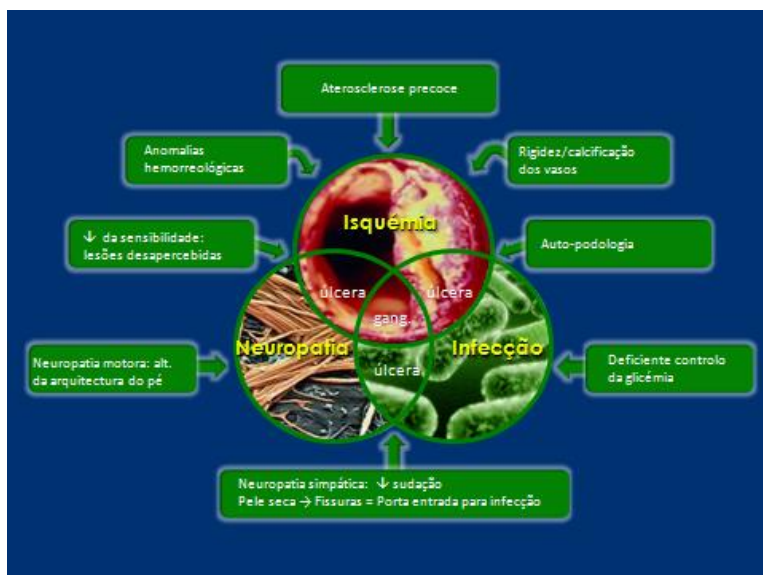 Aterosclerose precoce
Anomalias
hemorreológicas
Rigidez/calcificação
dos vasos
Isquémia
↓ da sensibilidade:
lesões desapercebidas
Auto-podologia
úlcera
úlcera
gang.
Neuropatia
Infecção
Neuropatia motora: alt.
da arquitectura do pé
úlcera
Deficiente controlo
da glicémia
Neuropatia simpática: ↓ sudação
Pele seca → Fissuras = Porta entrada para infecção